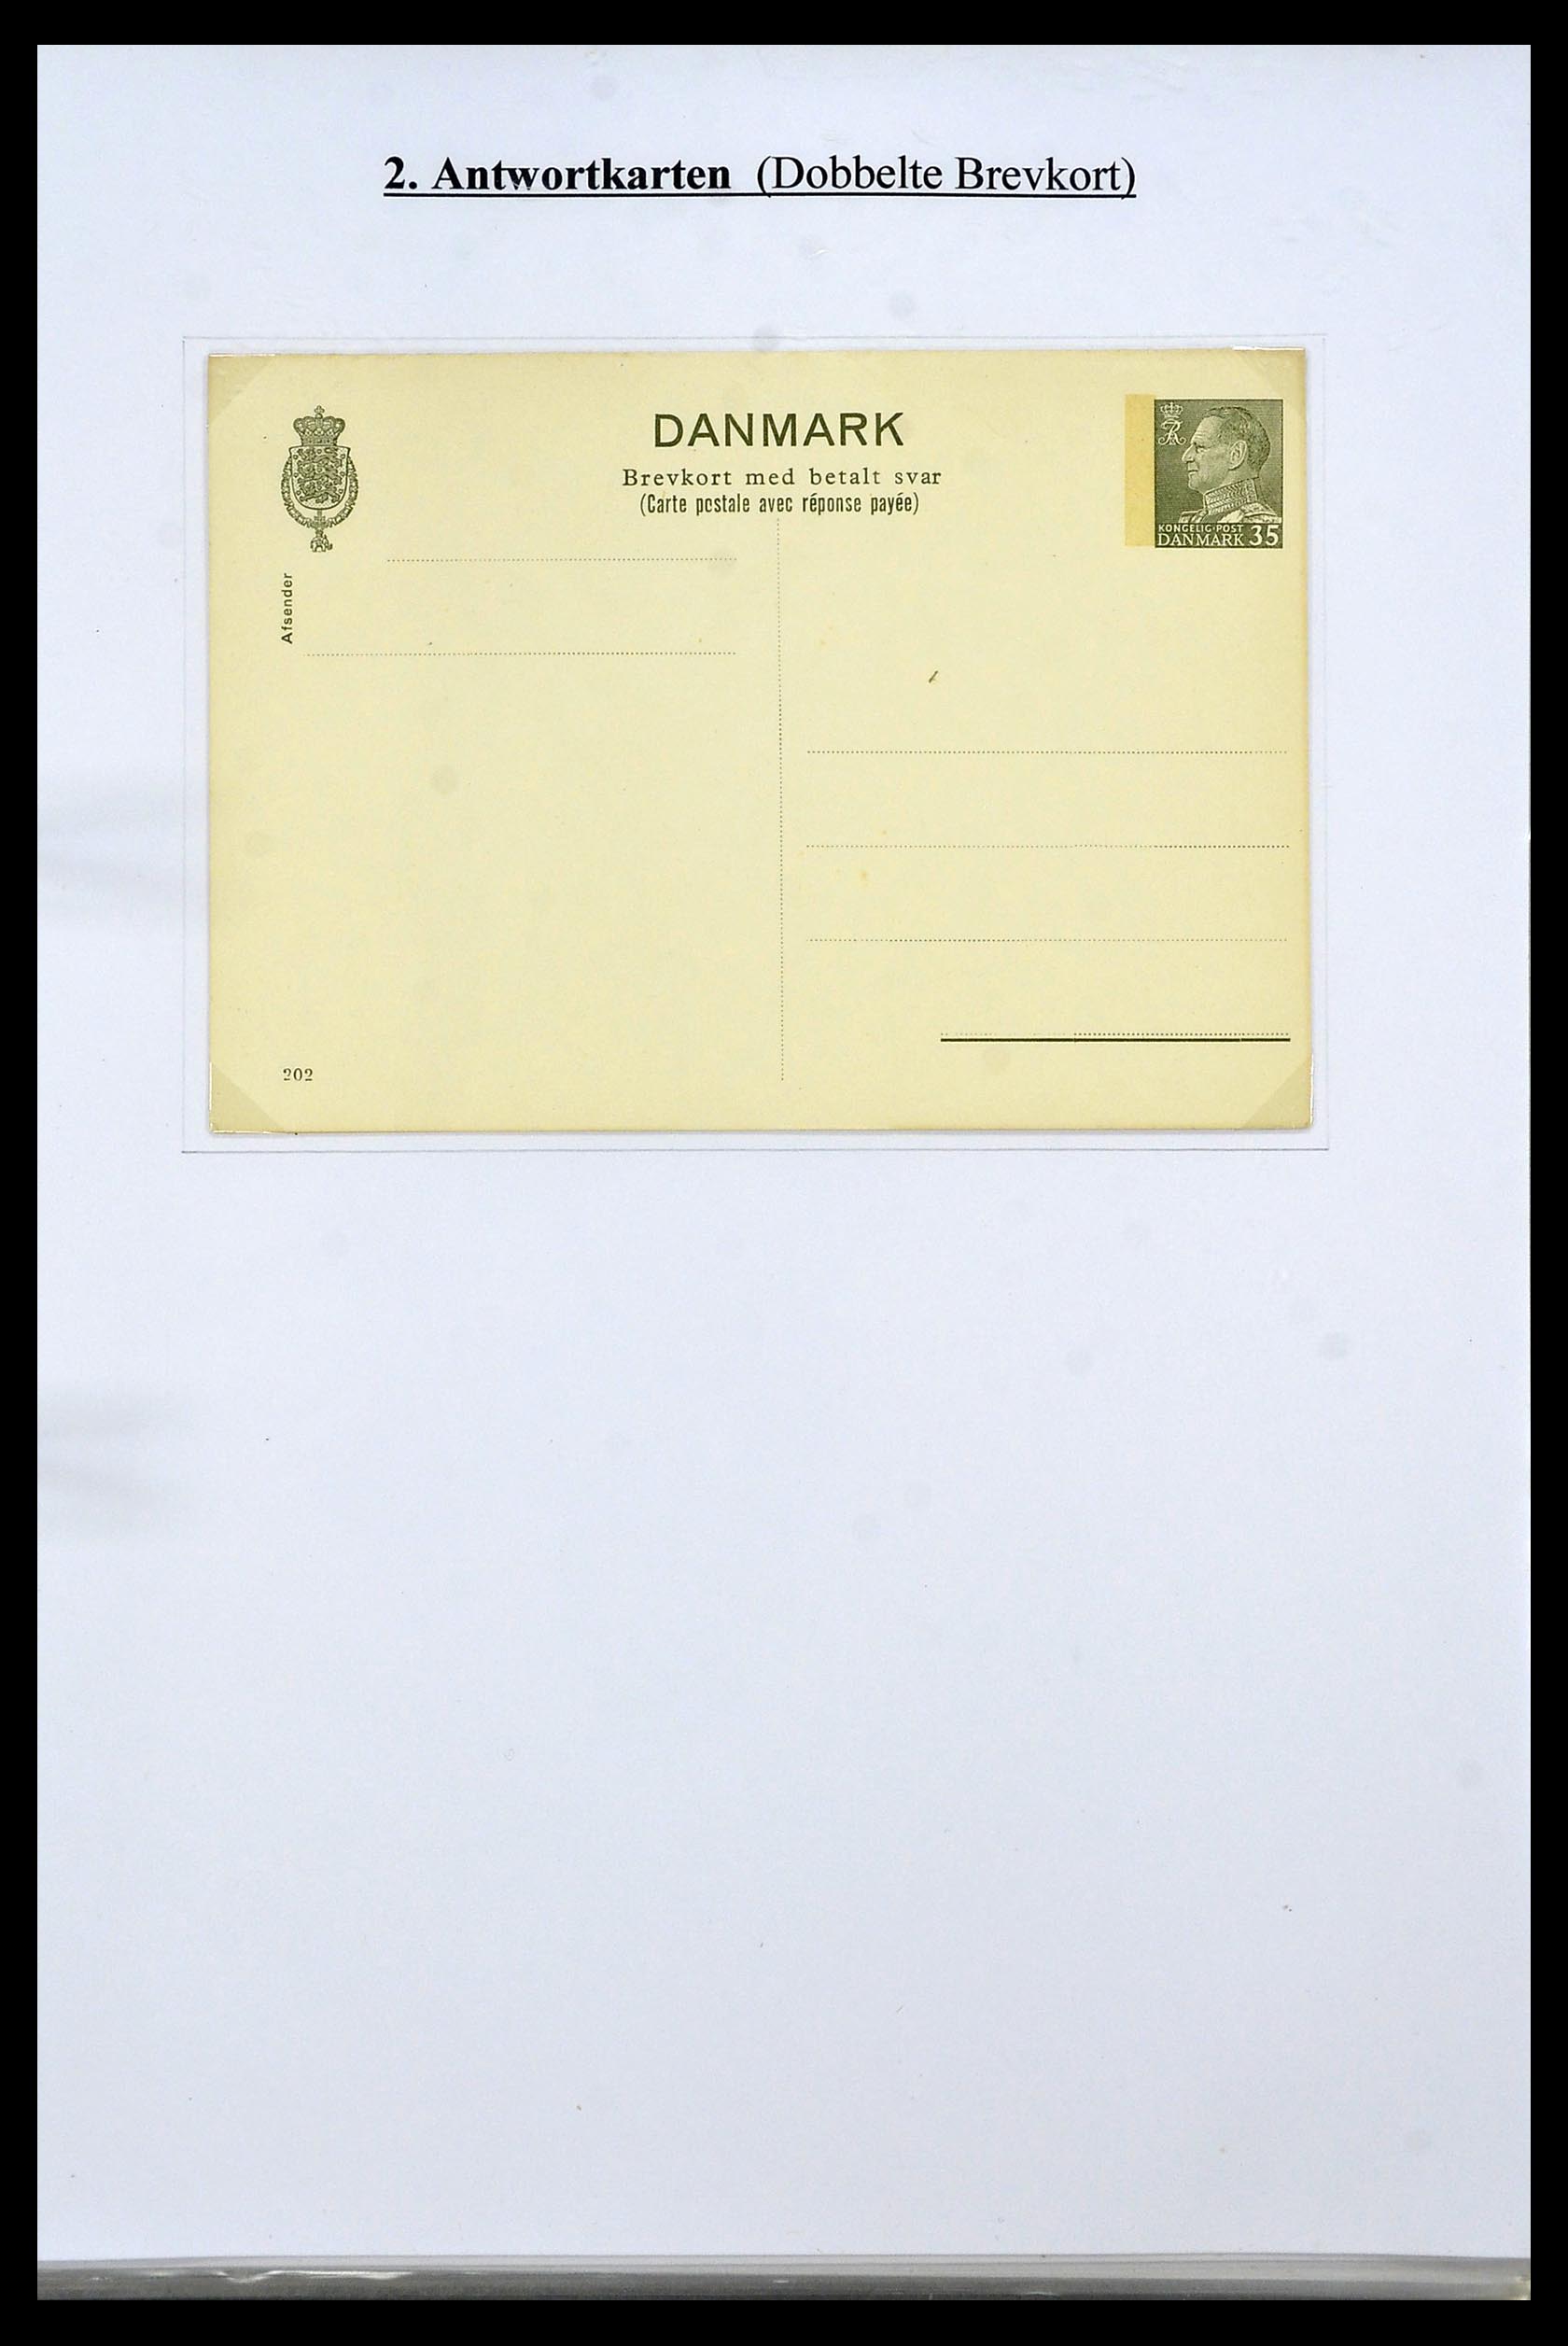 2. Antwortkarten (Dobbelte Brevkort)
DANMARK
Brevkort med betalt svar
(Carte postale avec réponse payée)
KONGELIG POST
DANMARK 35
Afsender
202